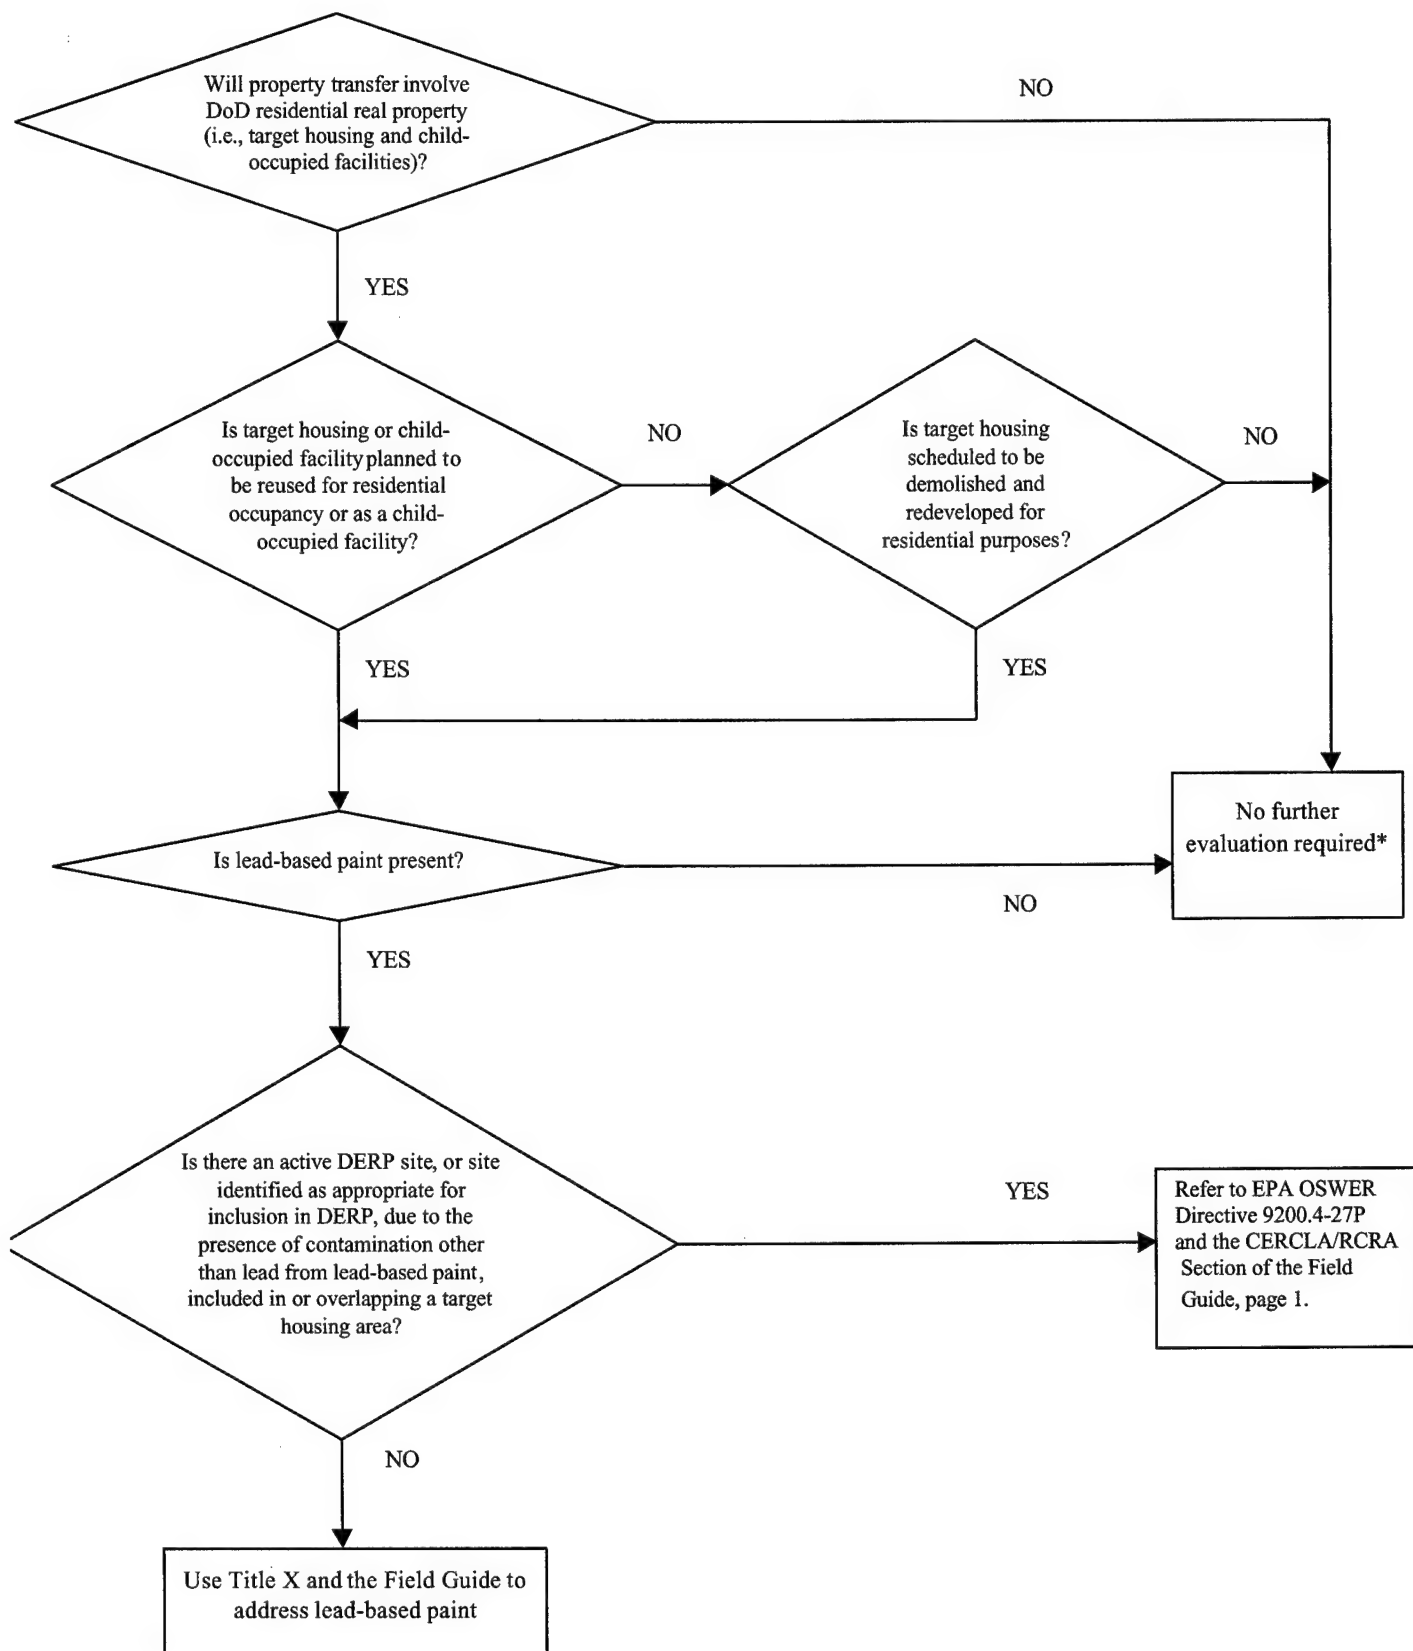 Will property transfer involve
DoD residential real property
(i.e., target housing and child-
occupied facilities)?
NO
YES
Is target housing or child-
occupied facility planned to
be reused for residential
occupancy or as a child-
occupied facility?
NO
Is target housing
scheduled to be
demolished and
redeveloped for
residential purposes?
NO
YES
YES
No further
evaluation required*
Is lead-based paint present?
NO
YES
Is there an active DERP site, or site
identified as appropriate for
inclusion in DERP, due to the
presence of contamination other
than lead from lead-based paint,
included in or overlapping a target
housing area?
YES
Refer to EPA OSWER
Directive 9200.4-27P
and the CERCLA/RCRA
Section of the Field
Guide, page 1.
NO
Use Title X and the Field Guide to
address lead-based paint